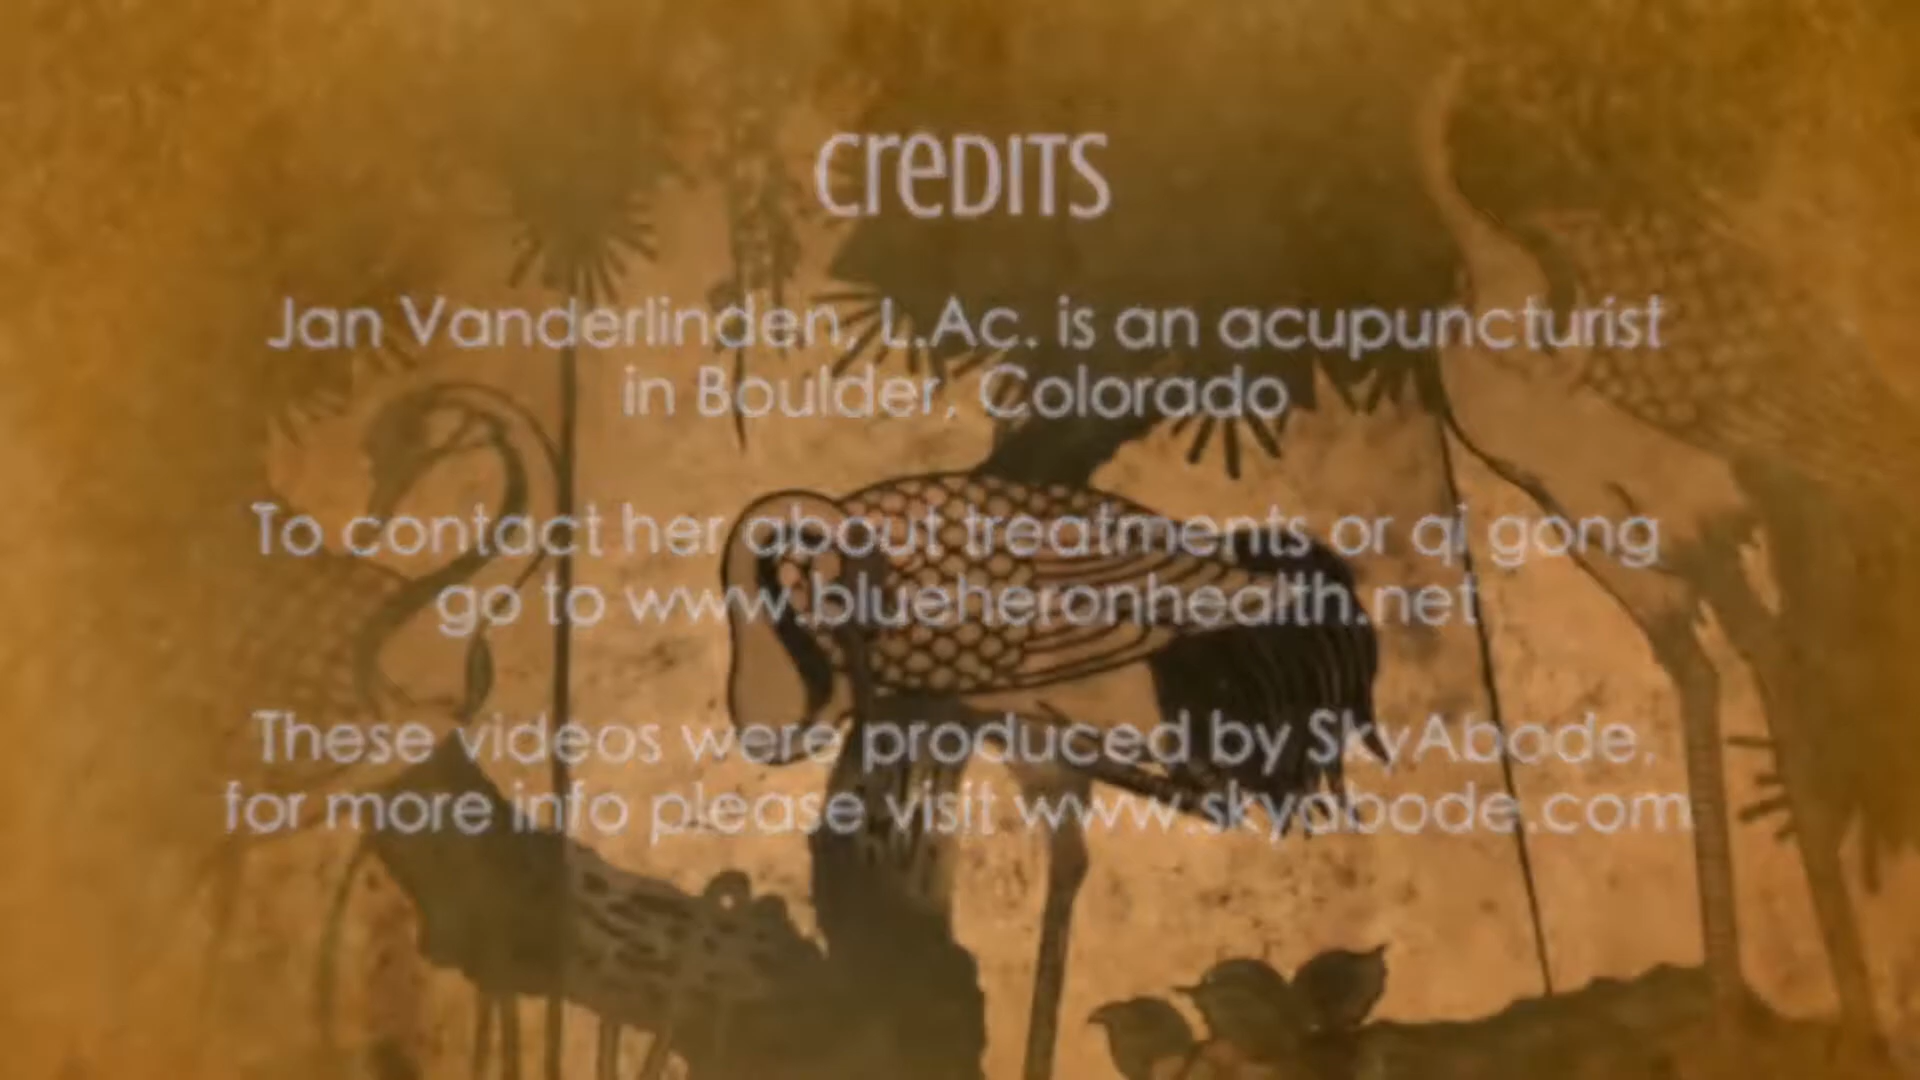 CREDITS
Jan Vanderlinden, L.Ac. is an acupuncturist
in Boulder, Colorado
To contact her about treatments or qi gong
go to www.blueheronhealth.net
These videos were produced by SkyAbode,
for more info please visit www.skyabode.com